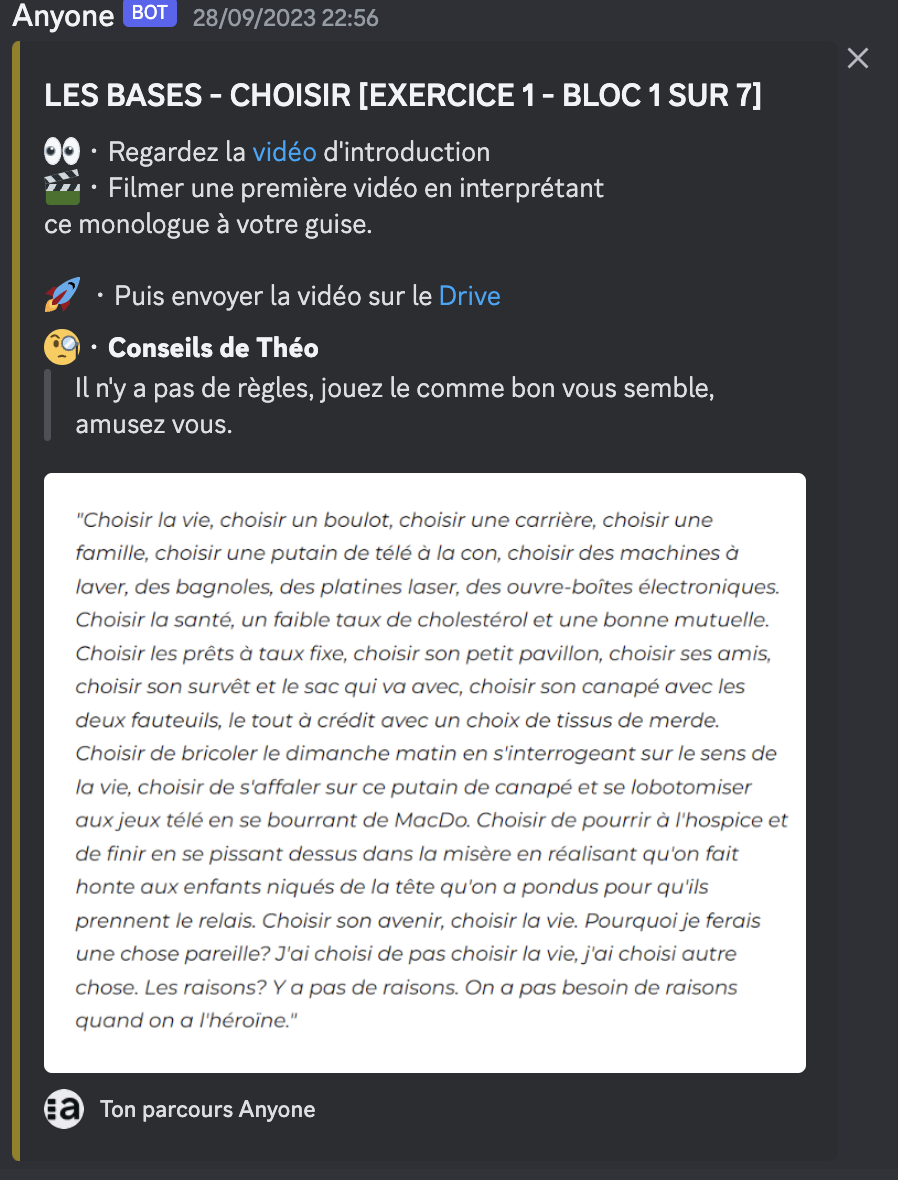 Anyone BOT 28/09/2023 22:56
LES BASES - CHOISIR [EXERCICE 1 - BLOC 1 SUR 7]
👀 · Regardez la vidéo d'introduction
🎬 · Filmer une première vidéo en interprétant
ce monologue à votre guise.
🚀 · Puis envoyer la vidéo sur le Drive
🧐 · Conseils de Théo
Il n'y a pas de règles, jouez le comme bon vous semble,
amusez vous.
"Choisir la vie, choisir un boulot, choisir une carrière, choisir une
famille, choisir une putain de télé à la con, choisir des machines à
laver, des bagnoles, des platines laser, des ouvre-boîtes électroniques.
Choisir la santé, un faible taux de cholestérol et une bonne mutuelle.
Choisir les prêts à taux fixe, choisir son petit pavillon, choisir ses amis,
choisir son survêt et le sac qui va avec, choisir son canapé avec les
deux fauteuils, le tout à crédit avec un choix de tissus de merde.
Choisir de bricoler le dimanche matin en s'interrogeant sur le sens de
la vie, choisir de s'affaler sur ce putain de canapé et se lobotomiser
aux jeux télé en se bourrant de MacDo. Choisir de pourrir à l'hospice et
de finir en se pissant dessus dans la misère en réalisant qu'on fait
honte aux enfants niqués de la tête qu'on a pondus pour qu'ils
prennent le relais. Choisir son avenir, choisir la vie. Pourquoi je ferais
une chose pareille? J'ai choisi de pas choisir la vie, j'ai choisi autre
chose. Les raisons? Y a pas de raisons. On a pas besoin de raisons
quand on a l'héroïne."
a Ton parcours Anyone